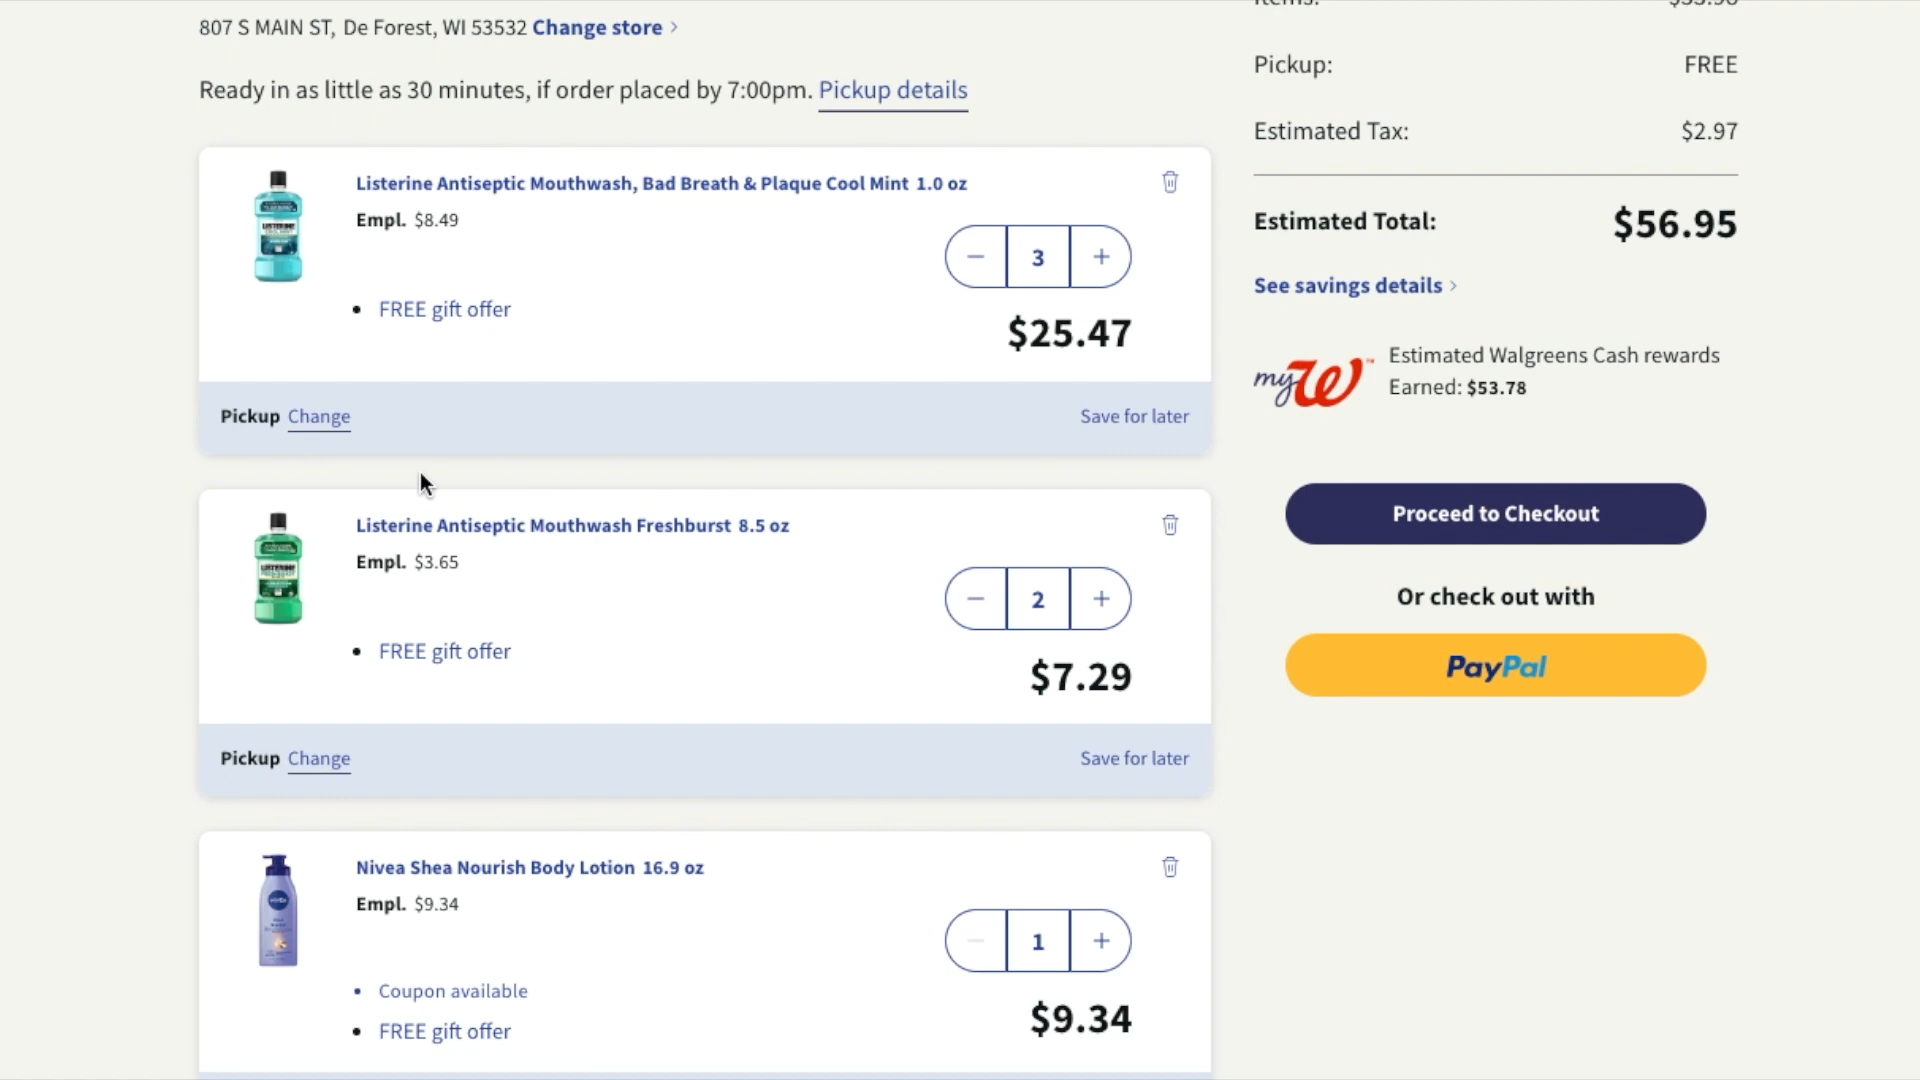 807 S MAIN ST, De Forest, WI 53532 Change store
Ready in as little as 30 minutes, if order placed by 7:00pm. Pickup details
Listerine Antiseptic Mouthwash, Bad Breath & Plaque Cool Mint 1.0 oz
Empl. $8.49
3
FREE gift offer
$25.47
Pickup Change
Save for later
LISTERINE
Listerine Antiseptic Mouthwash Freshburst 8.5 oz
Empl. $3.65
2
FREE gift offer
$7.29
Pickup Change
Save for later
LISTERINE
Nivea Shea Nourish Body Lotion 16.9 oz
Empl. $9.34
1
Coupon available
FREE gift offer
$9.34
NIVEA
Items:
Pickup: FREE
Estimated Tax: $2.97
Estimated Total: $56.95
See savings details
myW™
Estimated Walgreens Cash rewards
Earned: $53.78
Proceed to Checkout
Or check out with
PayPal